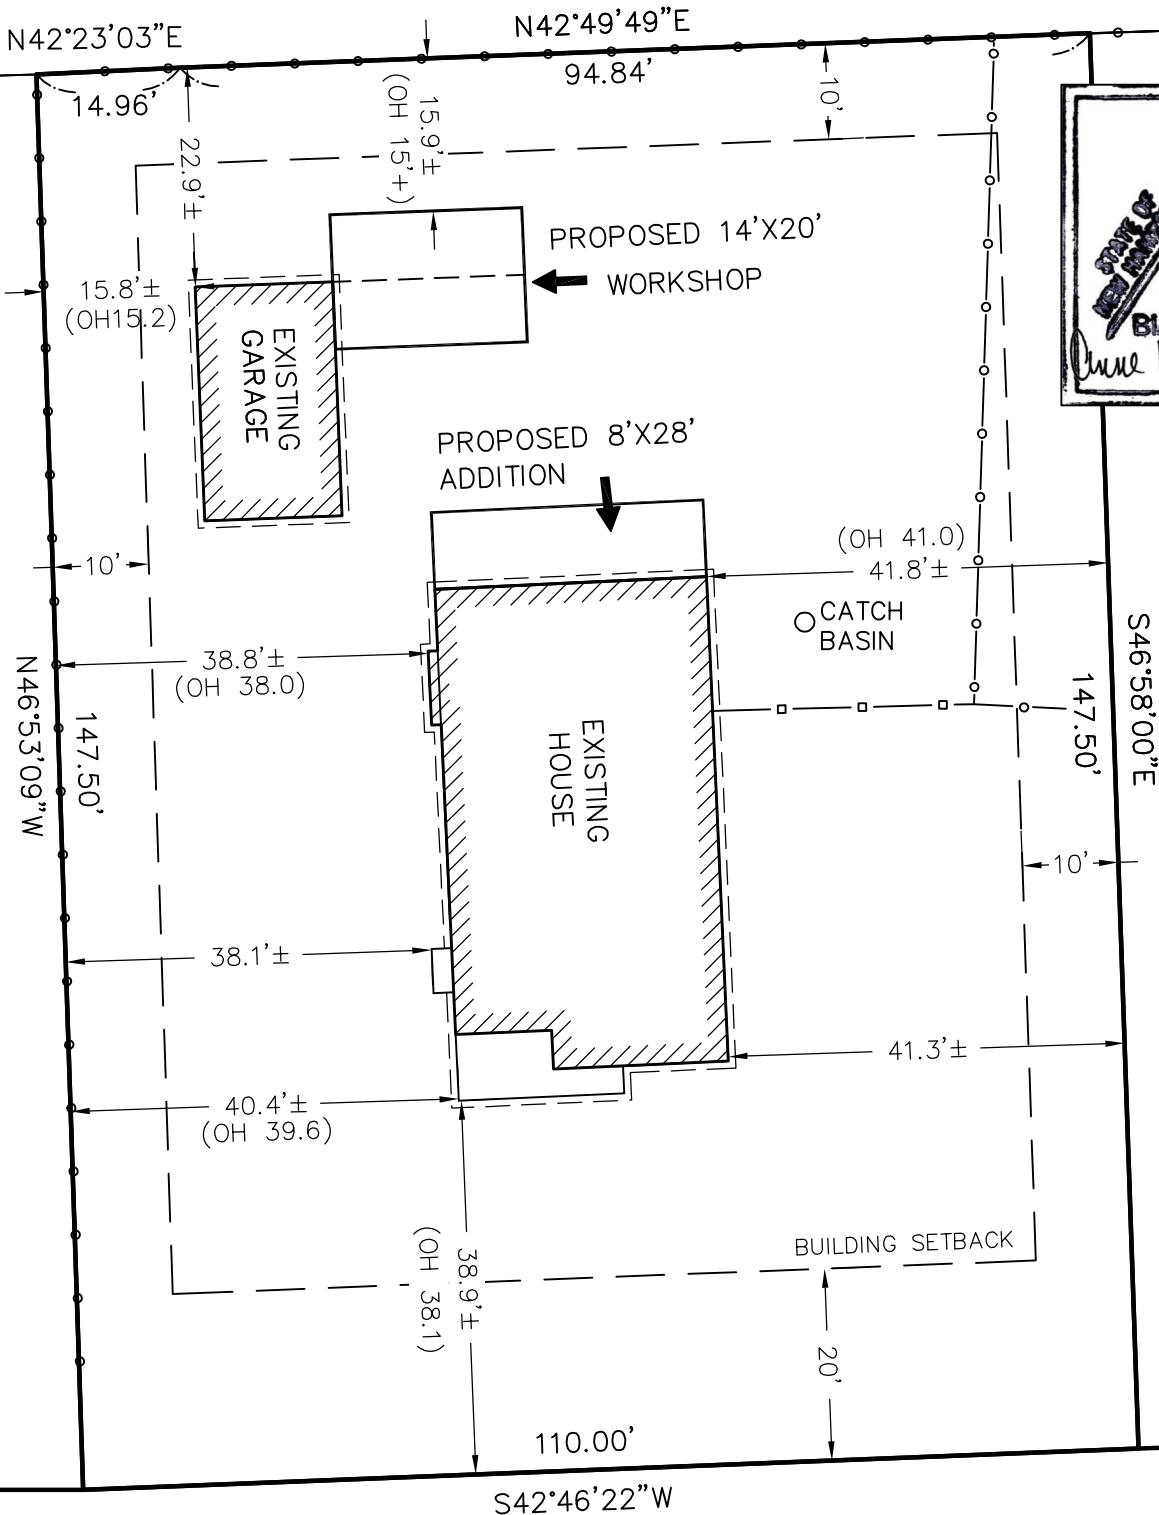 N42°23'03"E
N42°49'49"E
14.96'
94.84'
15.9'±
(OH 15'+)
10'
22.9'±
PROPOSED 14'X20'
WORKSHOP
15.8'±
(OH15.2)
EXISTING
GARAGE
STATE OF
Anne
PROPOSED 8'X28'
ADDITION
(OH 41.0)
41.8'±
10'
CATCH
BASIN
38.8'±
(OH 38.0)
N46°53'09"W
147.50'
S46°58'00"E
147.50'
EXISTING
HOUSE
10'
38.1'±
41.3'±
40.4'±
(OH 39.6)
38.9'±
(OH 38.1)
BUILDING SETBACK
20'
110.00'
S42°46'22"W